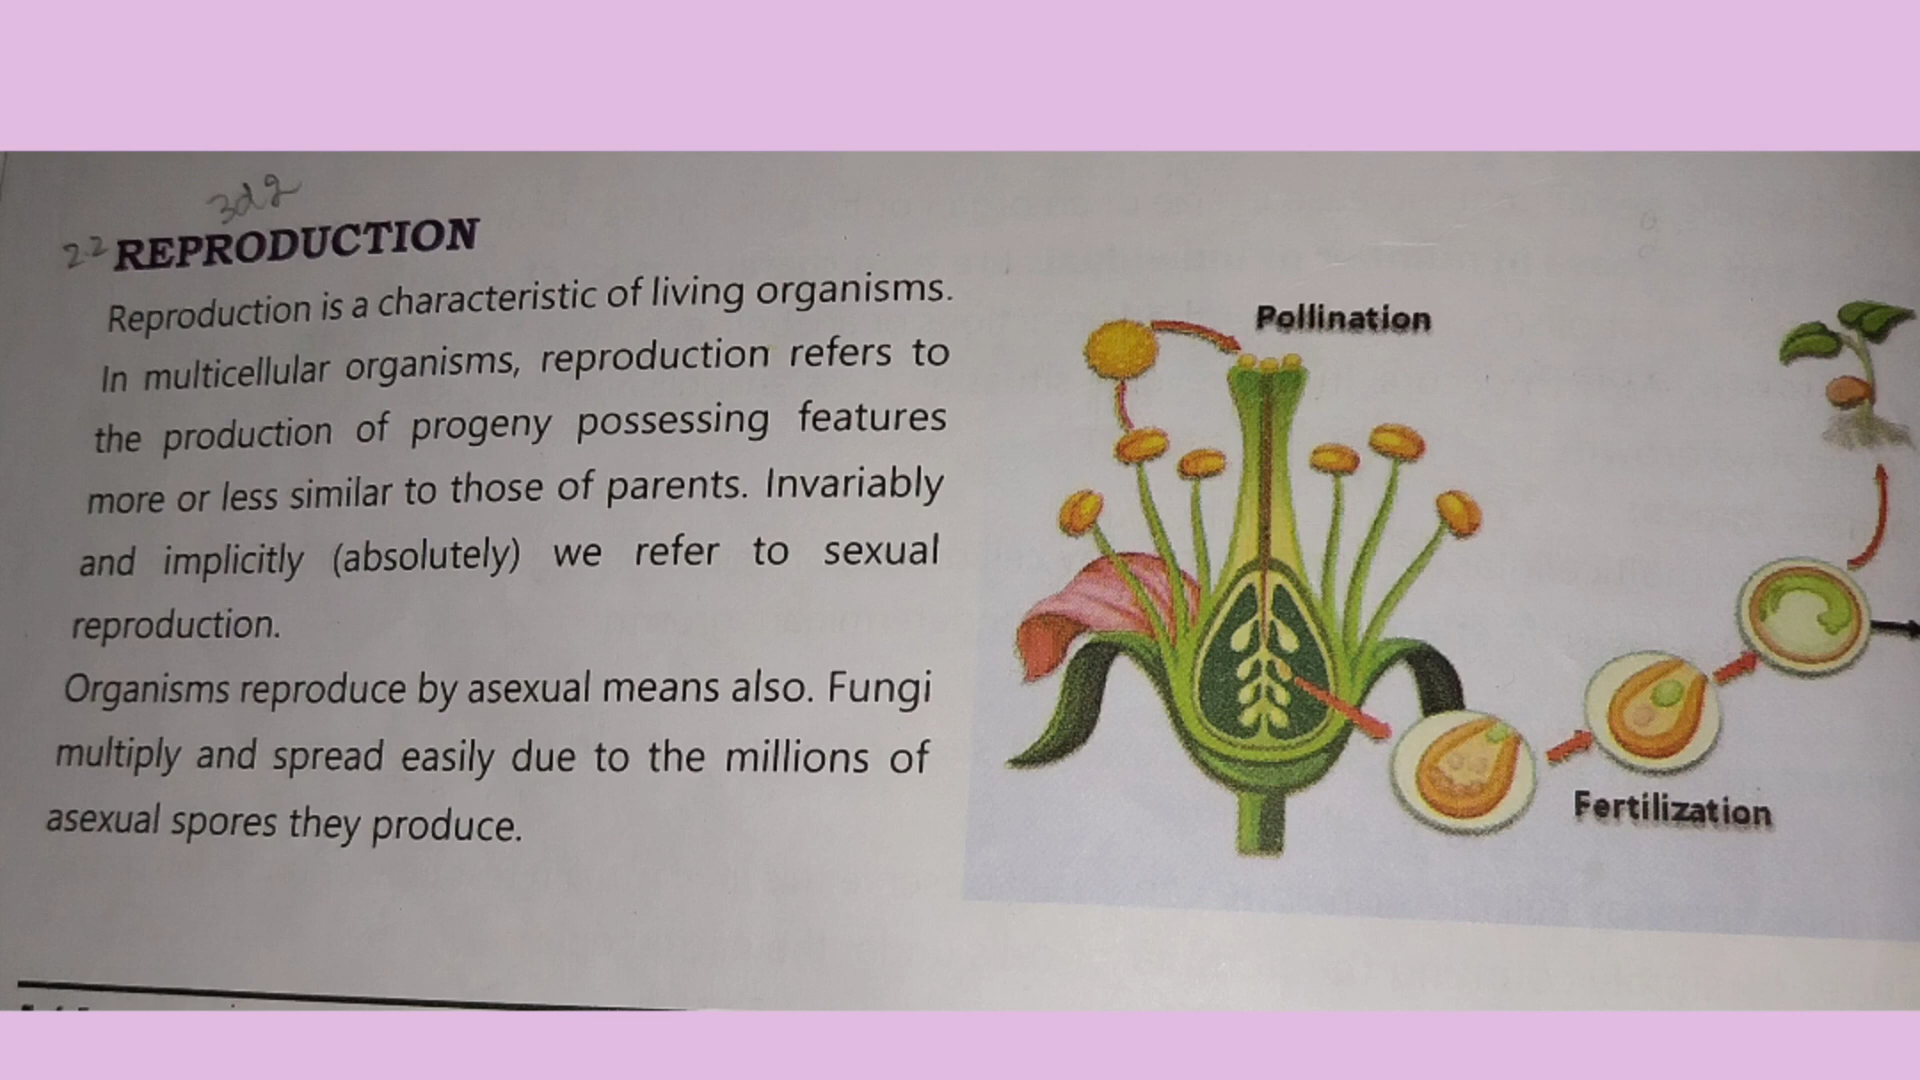 3d2
22 REPRODUCTION
Reproduction is a characteristic of living organisms.
In multicellular organisms, reproduction refers to
the production of progeny possessing features
more or less similar to those of parents. Invariably
and implicitly (absolutely) we refer to sexual
reproduction.
Organisms reproduce by asexual means also. Fungi
multiply and spread easily due to the millions of
asexual spores they produce.
Pollination
Fertilization